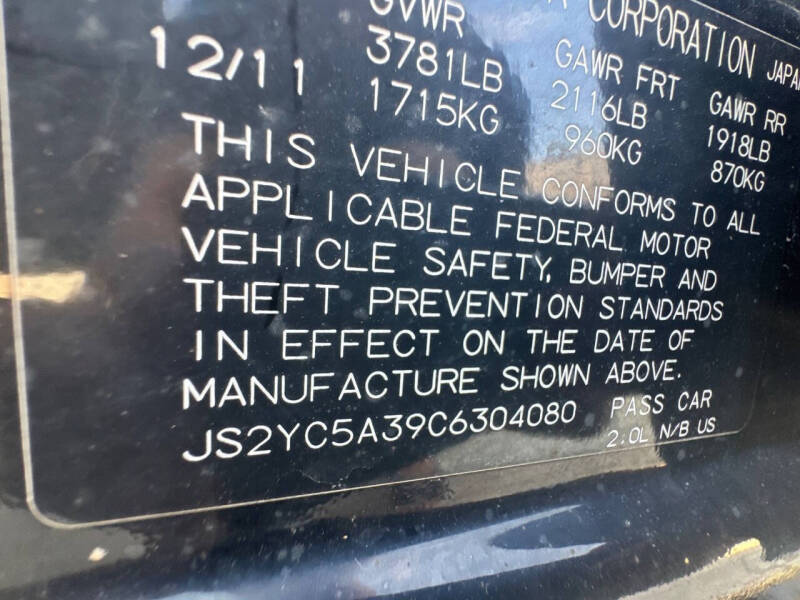 CORPORATION JAPAN
12/11 GVWR GAWR FRT GAWR RR
3781LB 2116LB 1918LB
1715KG 960KG 870KG
THIS VEHICLE CONFORMS TO ALL
APPLICABLE FEDERAL MOTOR
VEHICLE SAFETY, BUMPER AND
THEFT PREVENTION STANDARDS
IN EFFECT ON THE DATE OF
MANUFACTURE SHOWN ABOVE.
JS2YC5A39C6304080 PASS CAR
2.0L N/B US